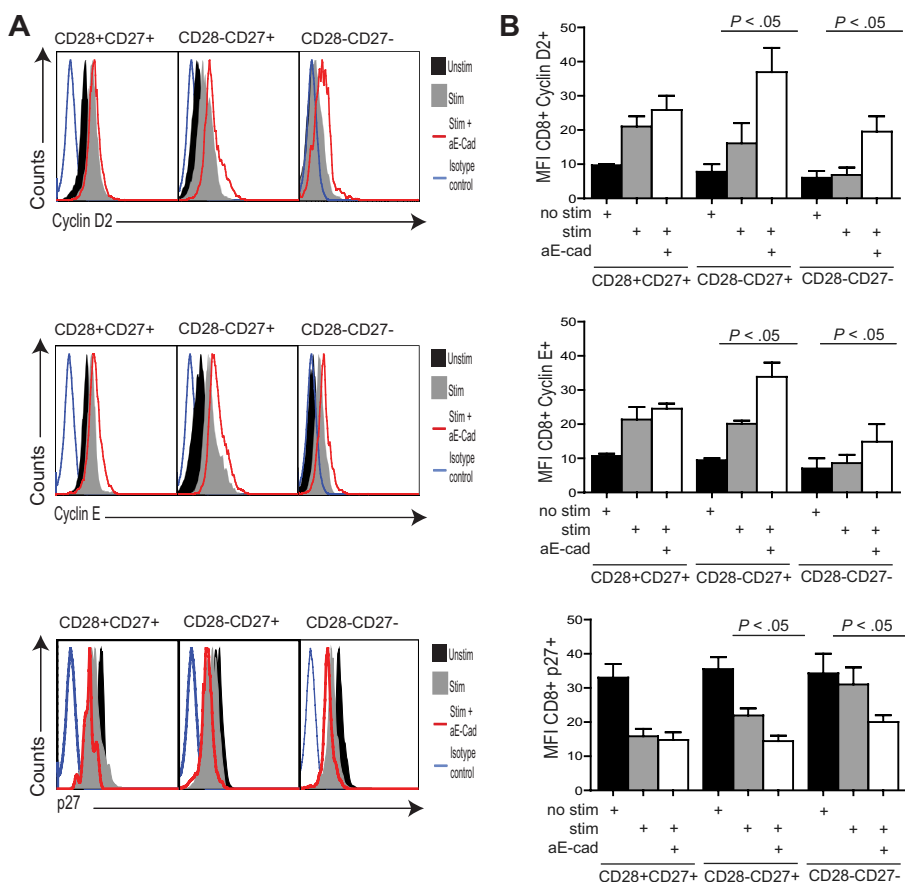 A
CD28+CD27+ CD28-CD27+ CD28-CD27-
Counts
Cyclin D2
Unstim
Stim
Stim +
aE-Cad
Isotype
control
CD28+CD27+ CD28-CD27+ CD28-CD27-
Counts
Cyclin E
Unstim
Stim
Stim +
aE-Cad
Isotype
control
CD28+CD27+ CD28-CD27+ CD28-CD27-
Counts
p27
Unstim
Stim
Stim +
aE-Cad
Isotype
control
B
P < .05 P < .05
MFI CD8+ Cyclin D2+
50
40
30
20
10
0
no stim + + +
stim + + + + + +
aE-cad + + +
CD28+CD27+ CD28-CD27+ CD28-CD27-
P < .05 P < .05
MFI CD8+ Cyclin E+
50
40
30
20
10
0
no stim + + +
stim + + + + + +
aE-cad + + +
CD28+CD27+ CD28-CD27+ CD28-CD27-
P < .05 P < .05
MFI CD8+ p27+
50
40
30
20
10
0
no stim + + +
stim + + + + + +
aE-cad + + +
CD28+CD27+ CD28-CD27+ CD28-CD27-